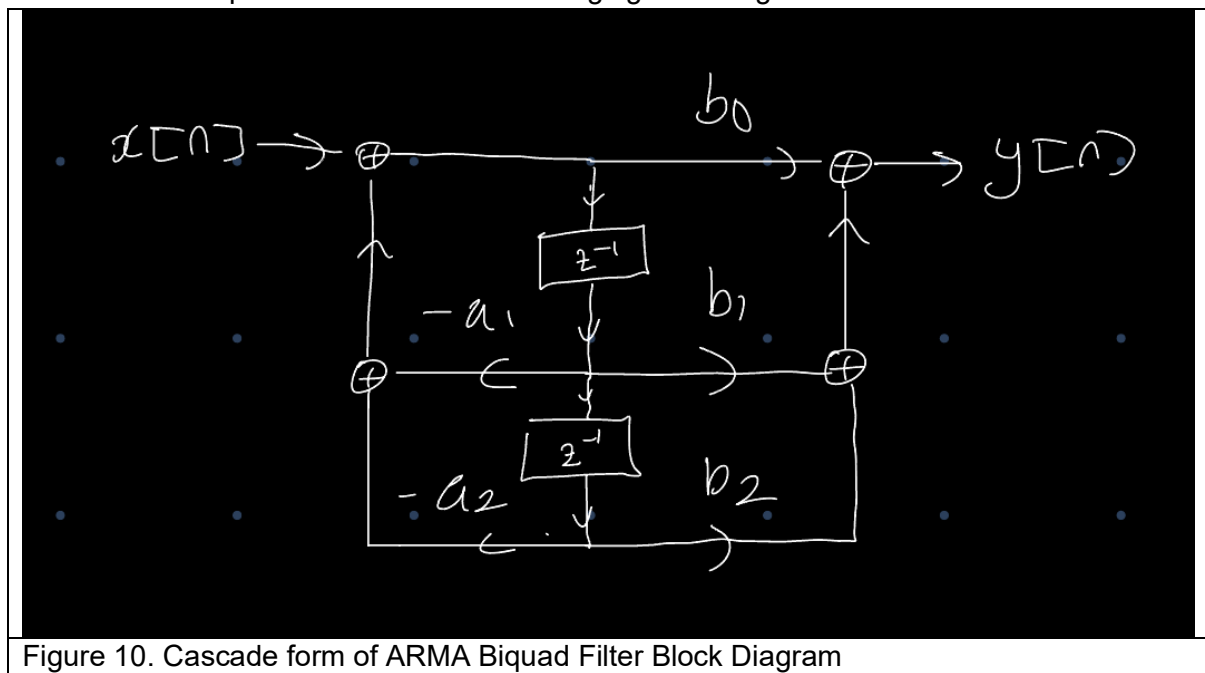 b0
x[n] y[n]
z⁻¹
-a1 b1
z⁻¹
-a2 b2
Figure 10. Cascade form of ARMA Biquad Filter Block Diagram